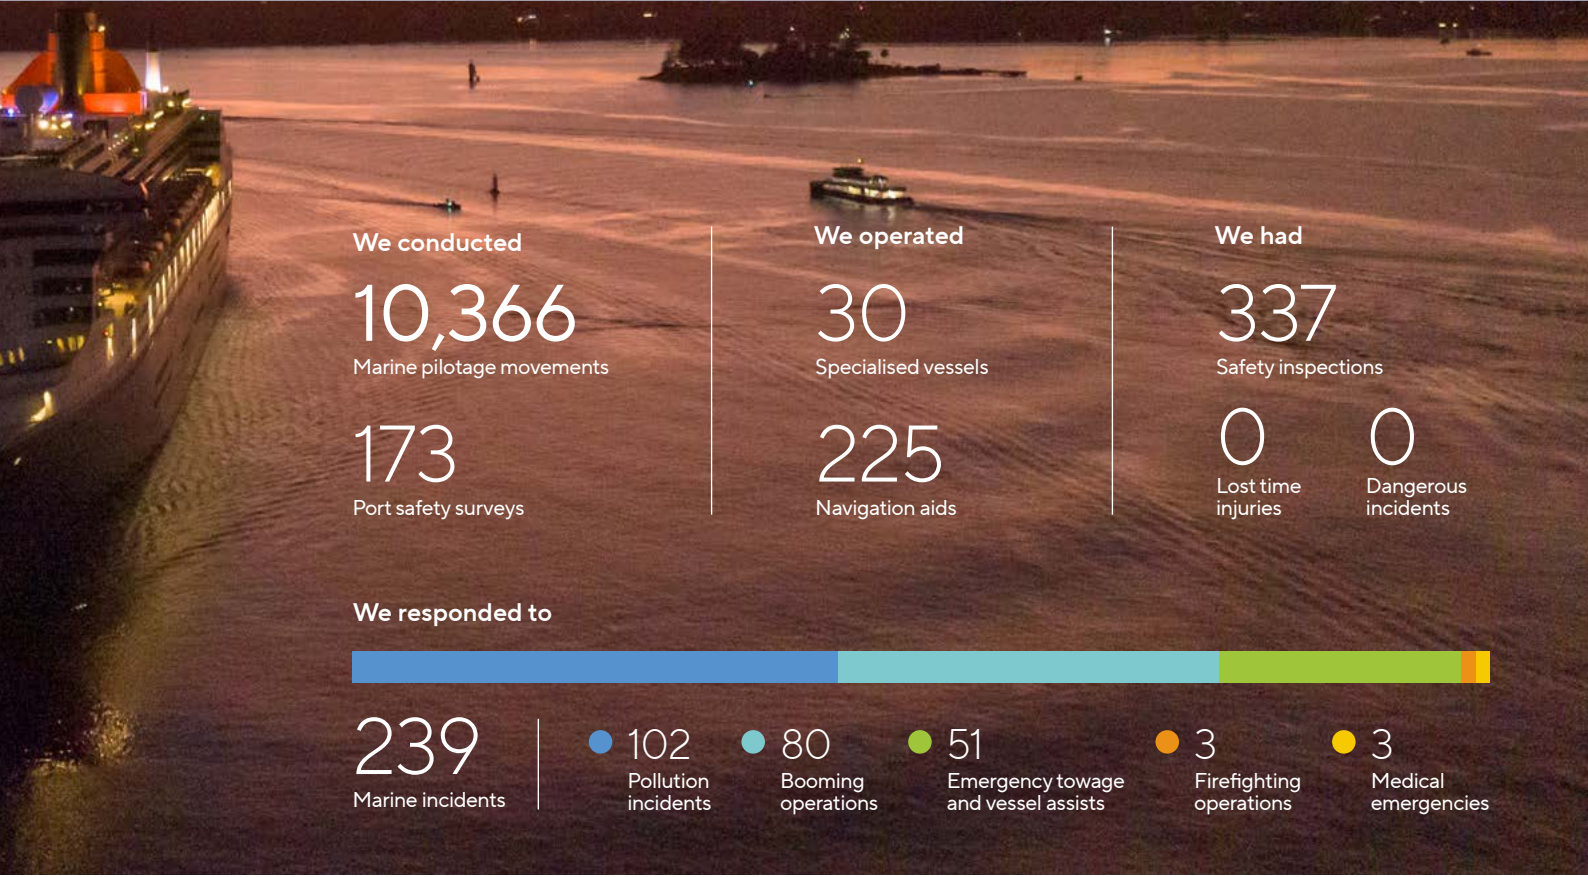 We conducted
10,366
Marine pilotage movements
173
Port safety surveys
We operated
30
Specialised vessels
225
Navigation aids
We had
337
Safety inspections
0
Lost time
injuries
0
Dangerous
incidents
We responded to
239
Marine incidents
102
Pollution
incidents
80
Booming
operations
51
Emergency towage
and vessel assists
3
Firefighting
operations
3
Medical
emergencies